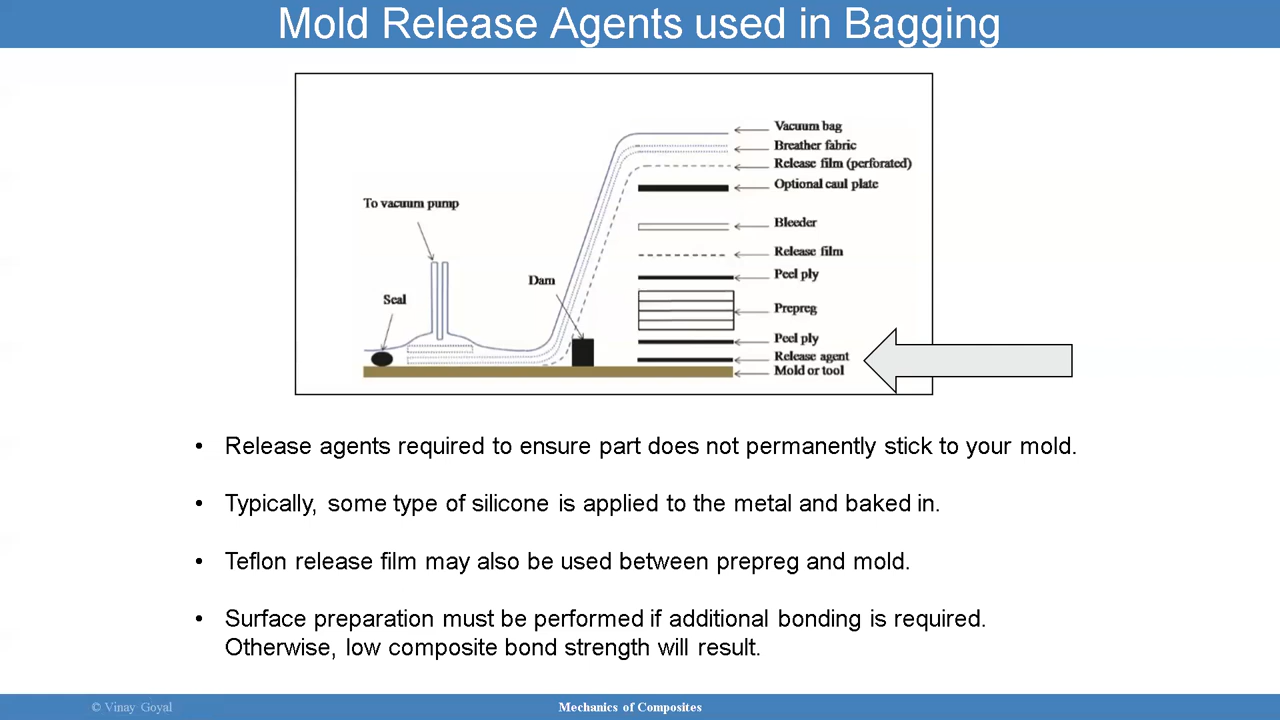 Mold Release Agents used in Bagging
Vacuum bag
Breather fabric
Release film (perforated)
Optional caul plate
To vacuum pump
Bleeder
Release film
Dam
Peel ply
Seal
Prepreg
Peel ply
Release agent
Mold or tool
• Release agents required to ensure part does not permanently stick to your mold.
• Typically, some type of silicone is applied to the metal and baked in.
• Teflon release film may also be used between prepreg and mold.
• Surface preparation must be performed if additional bonding is required.
Otherwise, low composite bond strength will result.
© Vinay Goyal
Mechanics of Composites